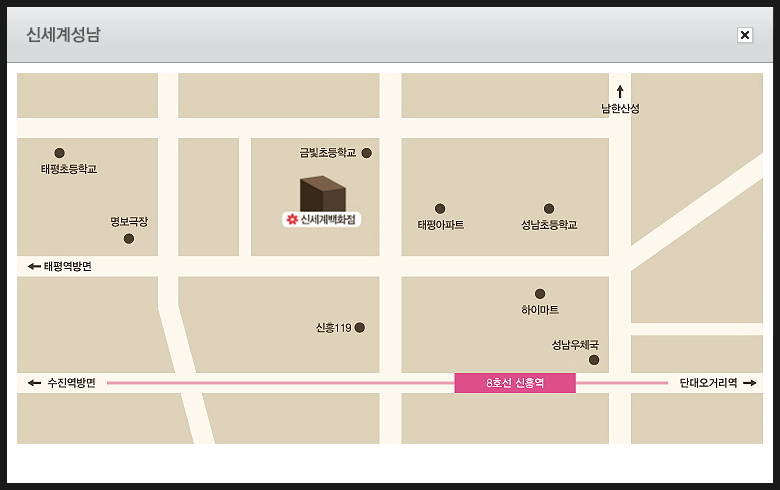 신세계성남
남한산성
금빛초등학교
태평초등학교
신세계백화점
명보극장
태평아파트
성남초등학교
태평역방면
하이마트
신흥119
성남우체국
수진역방면
8호선 신흥역
단대오거리역